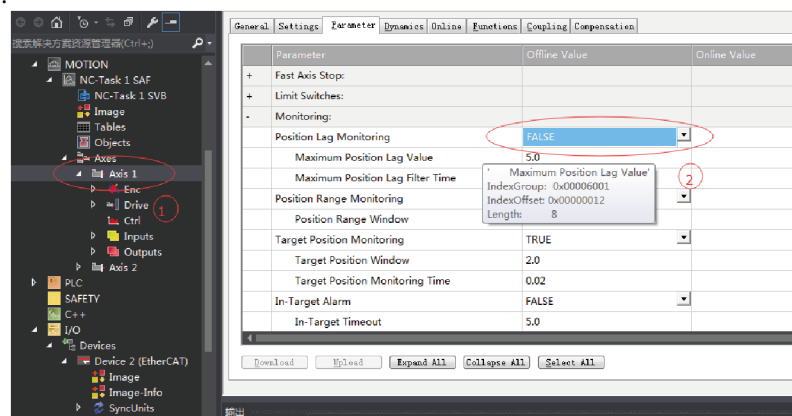 搜索解决方案资源管理器(Ctrl+;)
MOTION
NC-Task 1 SAF
NC-Task 1 SVB
Image
Tables
Objects
Axes
Axis 1
Enc
Drive
1
Ctrl
Inputs
Outputs
Axis 2
PLC
SAFETY
C++
I/O
Devices
Device 2 (EtherCAT)
Image
Image-Info
SyncUnits
General Settings Parameter Dynamics Online Functions Coupling Compensation
Parameter Offline Value Online Value
+ Fast Axis Stop:
+ Limit Switches:
- Monitoring:
Position Lag Monitoring FALSE
Maximum Position Lag Value 5.0
Maximum Position Lag Filter Time
' Maximum Position Lag Value'
IndexGroup: 0x00006001
IndexOffset: 0x00000012
Length: 8
2
Position Range Monitoring
Position Range Window
Target Position Monitoring TRUE
Target Position Window 2.0
Target Position Monitoring Time 0.02
In-Target Alarm FALSE
In-Target Timeout 5.0
Download Upload Expand All Collapse All Select All
输出